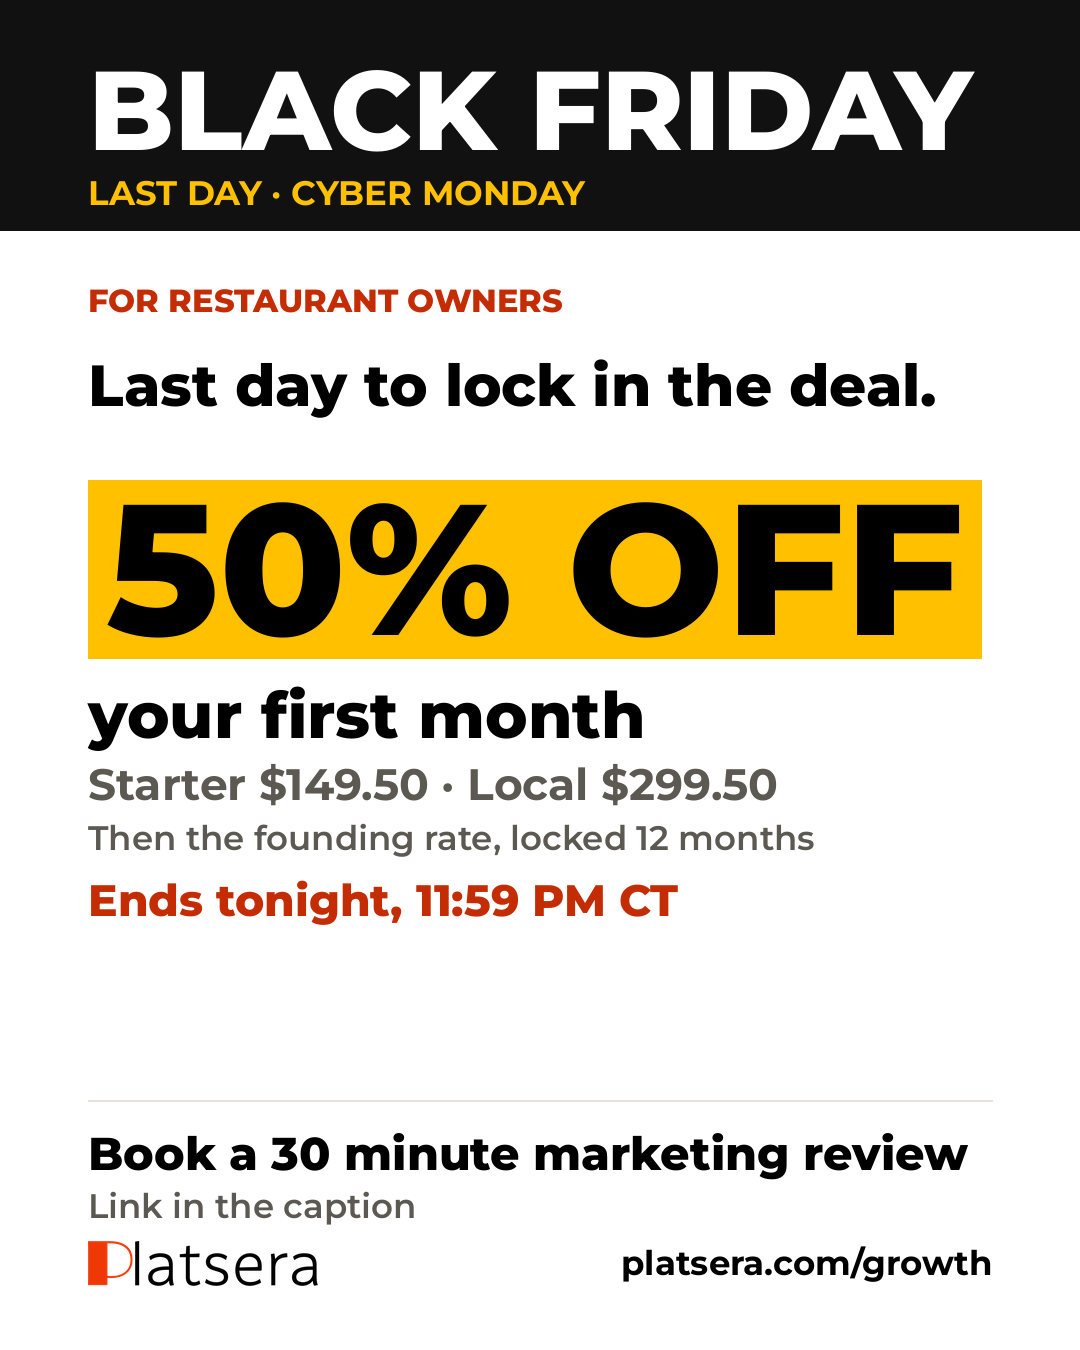 BLACK FRIDAY
LAST DAY · CYBER MONDAY
FOR RESTAURANT OWNERS
Last day to lock in the deal.
50% OFF
your first month
Starter $149.50 · Local $299.50
Then the founding rate, locked 12 months
Ends tonight, 11:59 PM CT
Book a 30 minute marketing review
Link in the caption
Platsera
platsera.com/growth